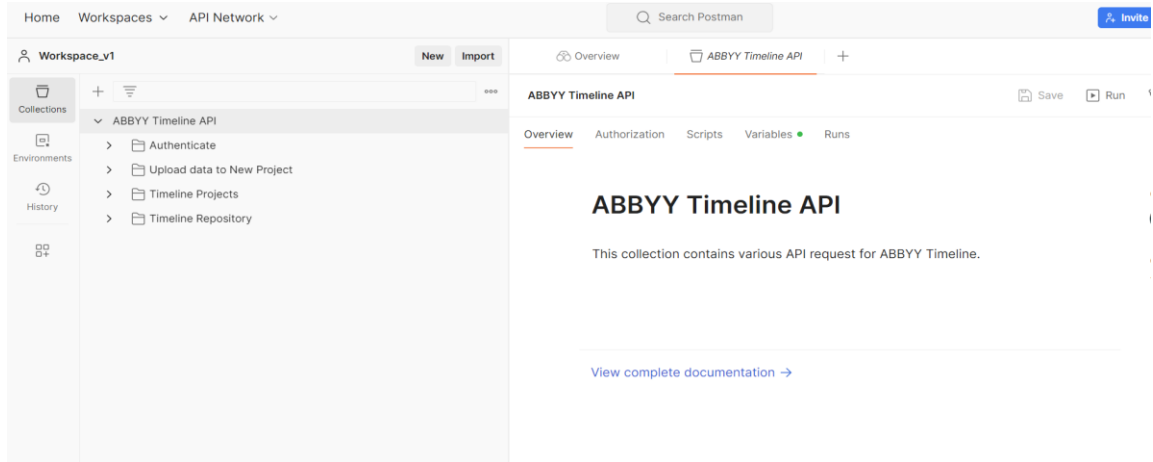 Home Workspaces API Network Search Postman Invite
Workspace_v1 New Import Overview ABBYY Timeline API
Collections
ABBYY Timeline API Save Run
ABBYY Timeline API
Overview Authorization Scripts Variables Runs
Authenticate
Environments
Upload data to New Project
Timeline Projects
History
Timeline Repository
ABBYY Timeline API
This collection contains various API request for ABBYY Timeline.
View complete documentation →